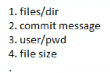 1. files/dir
2. commit message
3. user/pwd
4. file size
.